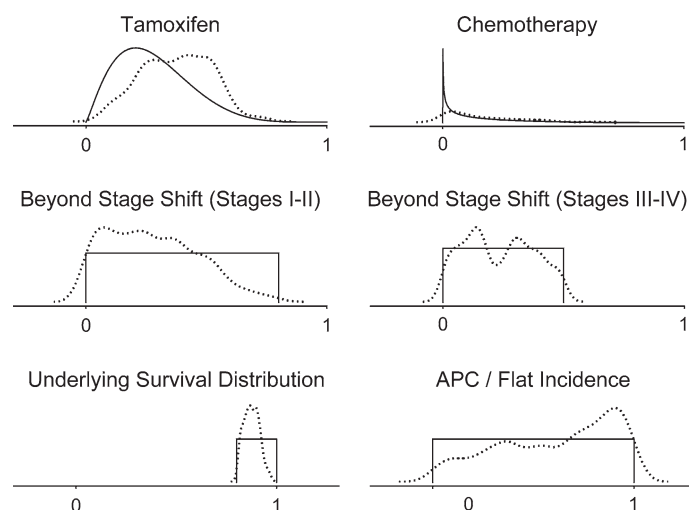 Tamoxifen
Chemotherapy
0 1
0 1
Beyond Stage Shift (Stages I-II)
Beyond Stage Shift (Stages III-IV)
0 1
0 1
Underlying Survival Distribution
APC / Flat Incidence
0 1
0 1